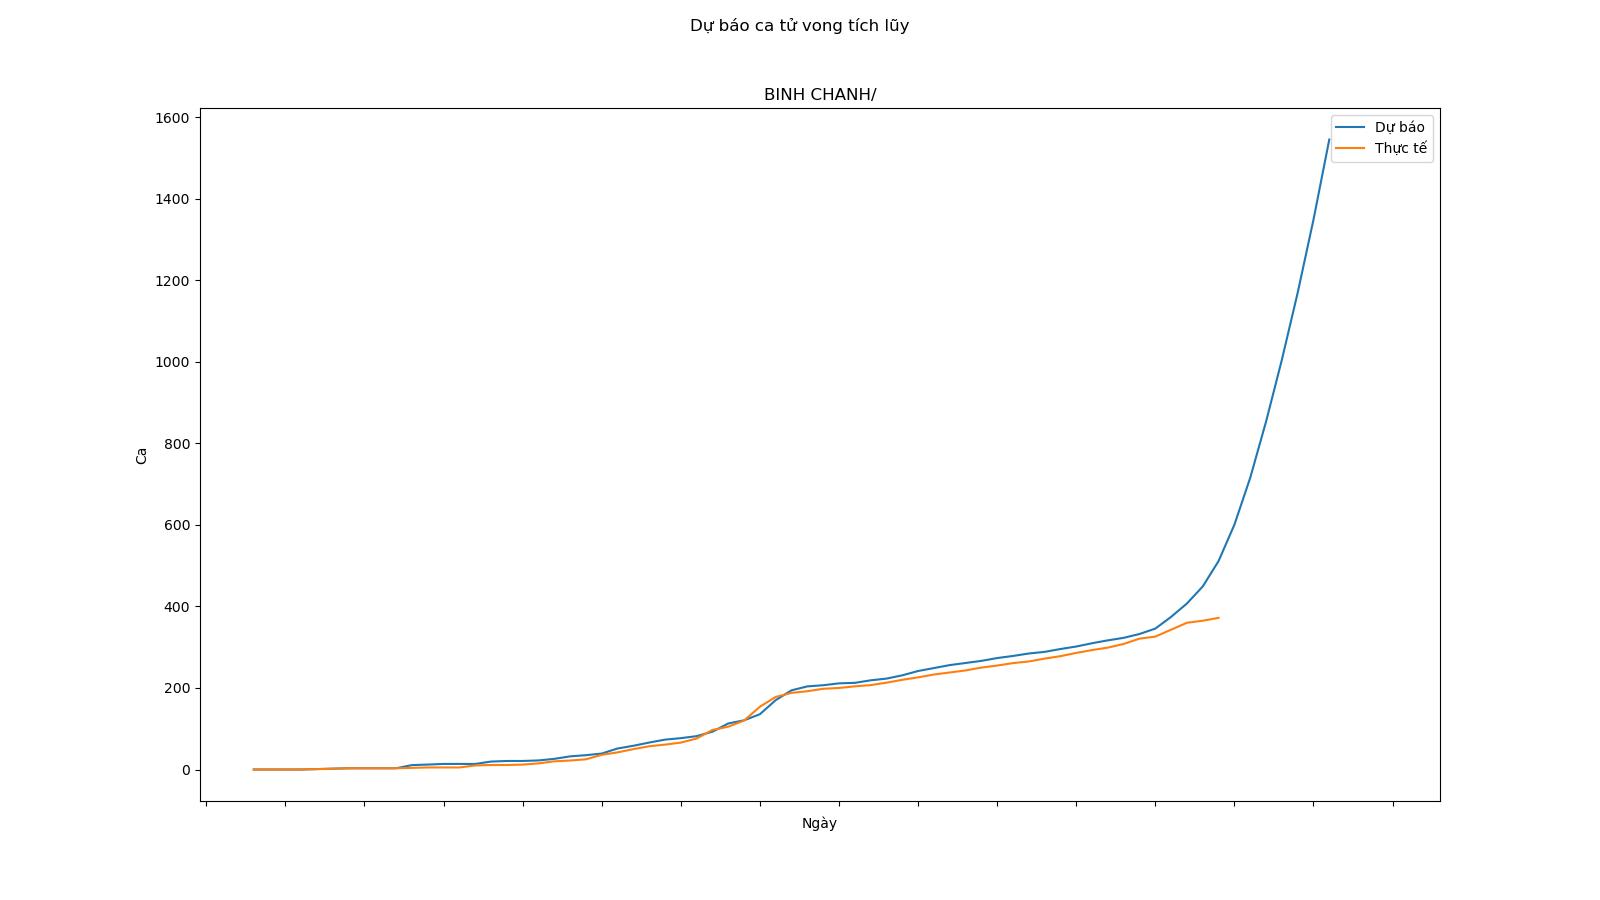 Dự báo ca tử vong tích lũy
BINH CHANH/
1600
1400
1200
1000
800
600
400
200
0
Ca
Ngày
Dự báo
Thực tế